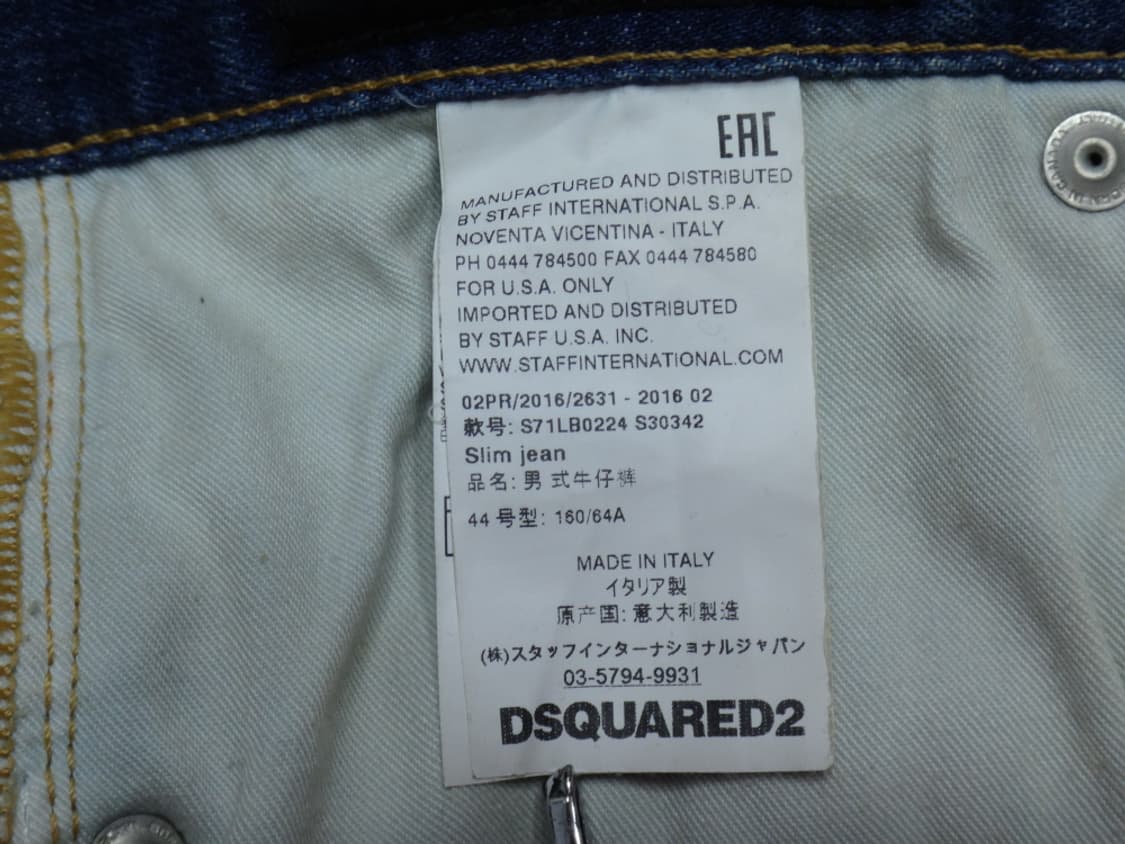 EAC
MANUFACTURED AND DISTRIBUTED
BY STAFF INTERNATIONAL S.P.A.
NOVENTA VICENTINA - ITALY
PH 0444 784500 FAX 0444 784580
FOR U.S.A. ONLY
IMPORTED AND DISTRIBUTED
BY STAFF U.S.A. INC.
WWW.STAFFINTERNATIONAL.COM
02PR/2016/2631 - 2016 02
款号: S71LB0224 S30342
Slim jean
品名: 男 式牛仔裤
44 号型: 160/64A
MADE IN ITALY
イタリア製
原产国: 意大利製造
(株)スタッフインターナショナルジャパン
03-5794-9931
DSQUARED2